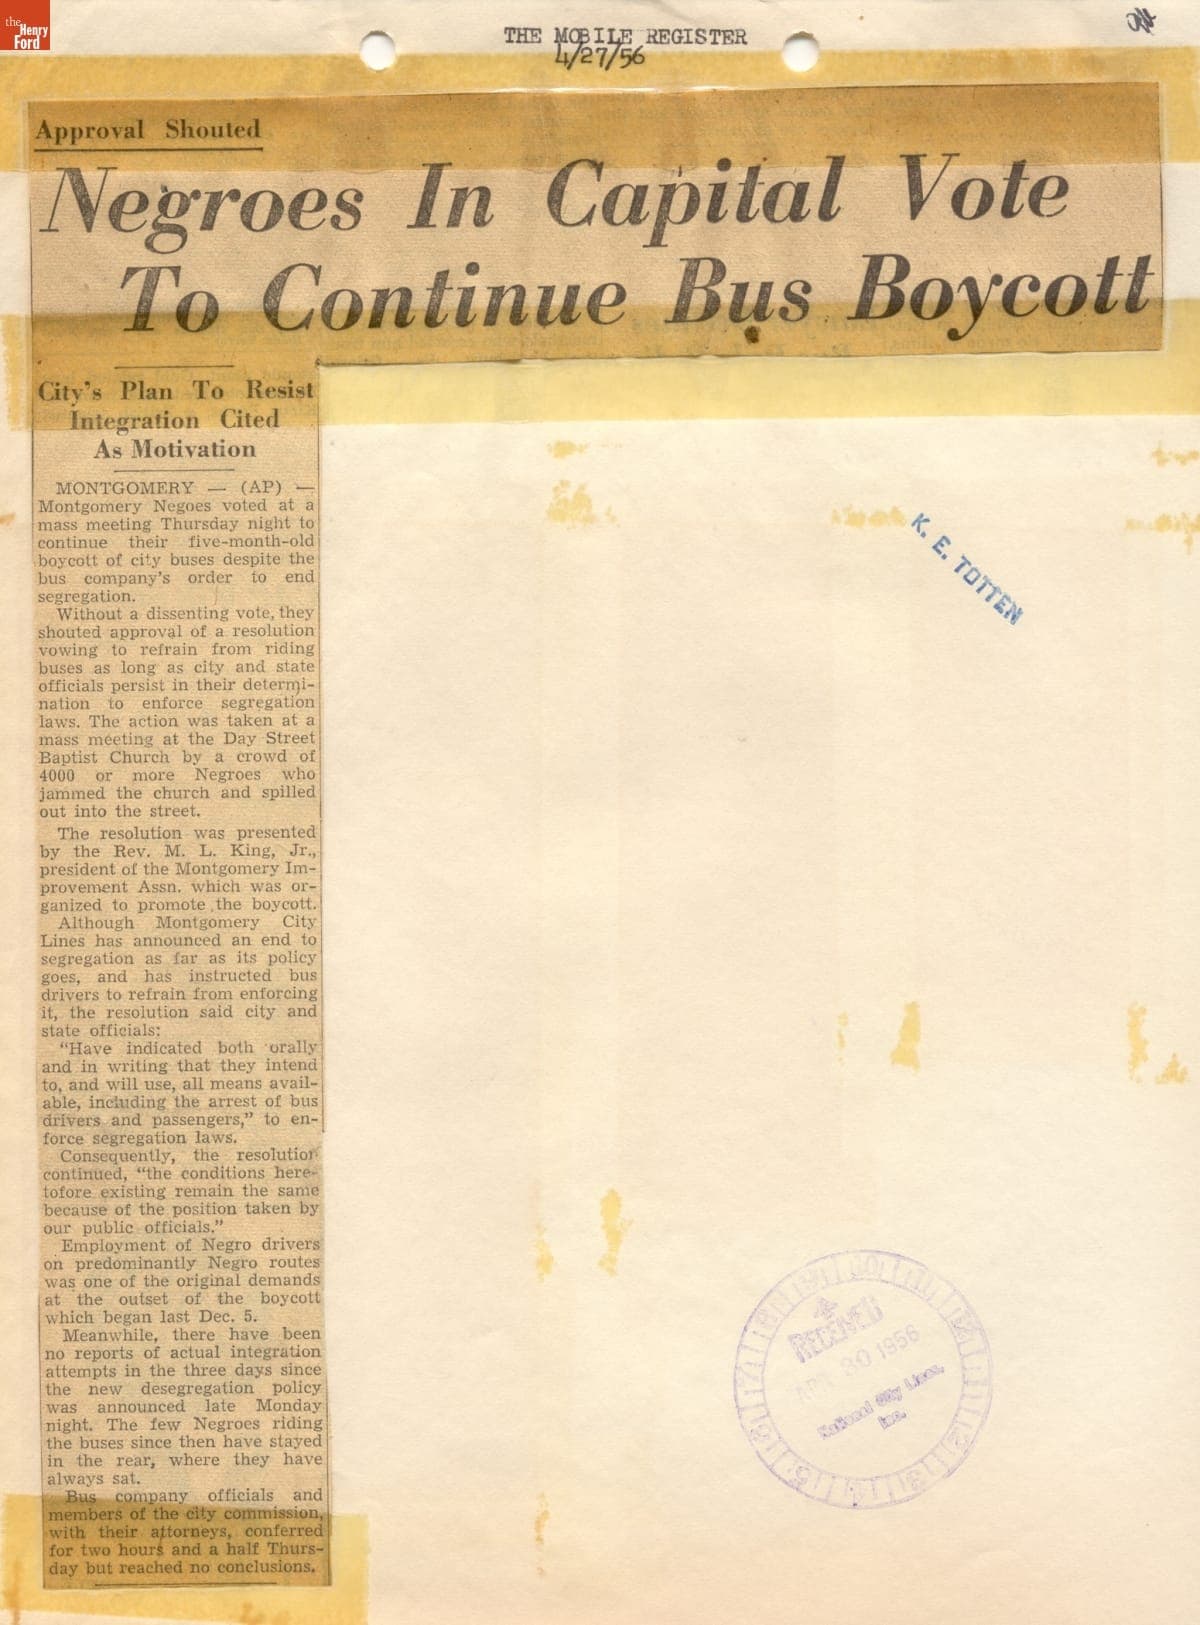 the
Henry
Ford
THE MOBILE REGISTER
4/27/56
Approval Shouted
Negroes In Capital Vote
To Continue Bus Boycott
City's Plan To Resist
Integration Cited
As Motivation
MONTGOMERY — (AP) —
Montgomery Negoes voted at a
mass meeting Thursday night to
continue their five-month-old
boycott of city buses despite the
bus company's order to end
segregation.
Without a dissenting vote, they
shouted approval of a resolution
vowing to refrain from riding
buses as long as city and state
officials persist in their determi-
nation to enforce segregation
laws. The action was taken at a
mass meeting at the Day Street
Baptist Church by a crowd of
4000 or more Negroes who
jammed the church and spilled
out into the street.
The resolution was presented
by the Rev. M. L. King, Jr.,
president of the Montgomery Im-
provement Assn. which was or-
ganized to promote the boycott.
Although Montgomery City
Lines has announced an end to
segregation as far as its policy
goes, and has instructed bus
drivers to refrain from enforcing
it, the resolution said city and
state officials:
"Have indicated both orally
and in writing that they intend
to, and will use, all means avail-
able, including the arrest of bus
drivers and passengers," to en-
force segregation laws.
Consequently, the resolution
continued, "the conditions here-
tofore existing remain the same
because of the position taken by
our public officials."
Employment of Negro drivers
on predominantly Negro routes
was one of the original demands
at the outset of the boycott
which began last Dec. 5.
Meanwhile, there have been
no reports of actual integration
attempts in the three days since
the new desegregation policy
was announced late Monday
night. The few Negroes riding
the buses since then have stayed
in the rear, where they have
always sat.
Bus company officials and
members of the city commission,
with their attorneys, conferred
for two hours and a half Thurs-
day but reached no conclusions.
K. E. TOTTEN
RECEIVED
APR 30 1956
National City Lines,
Inc.